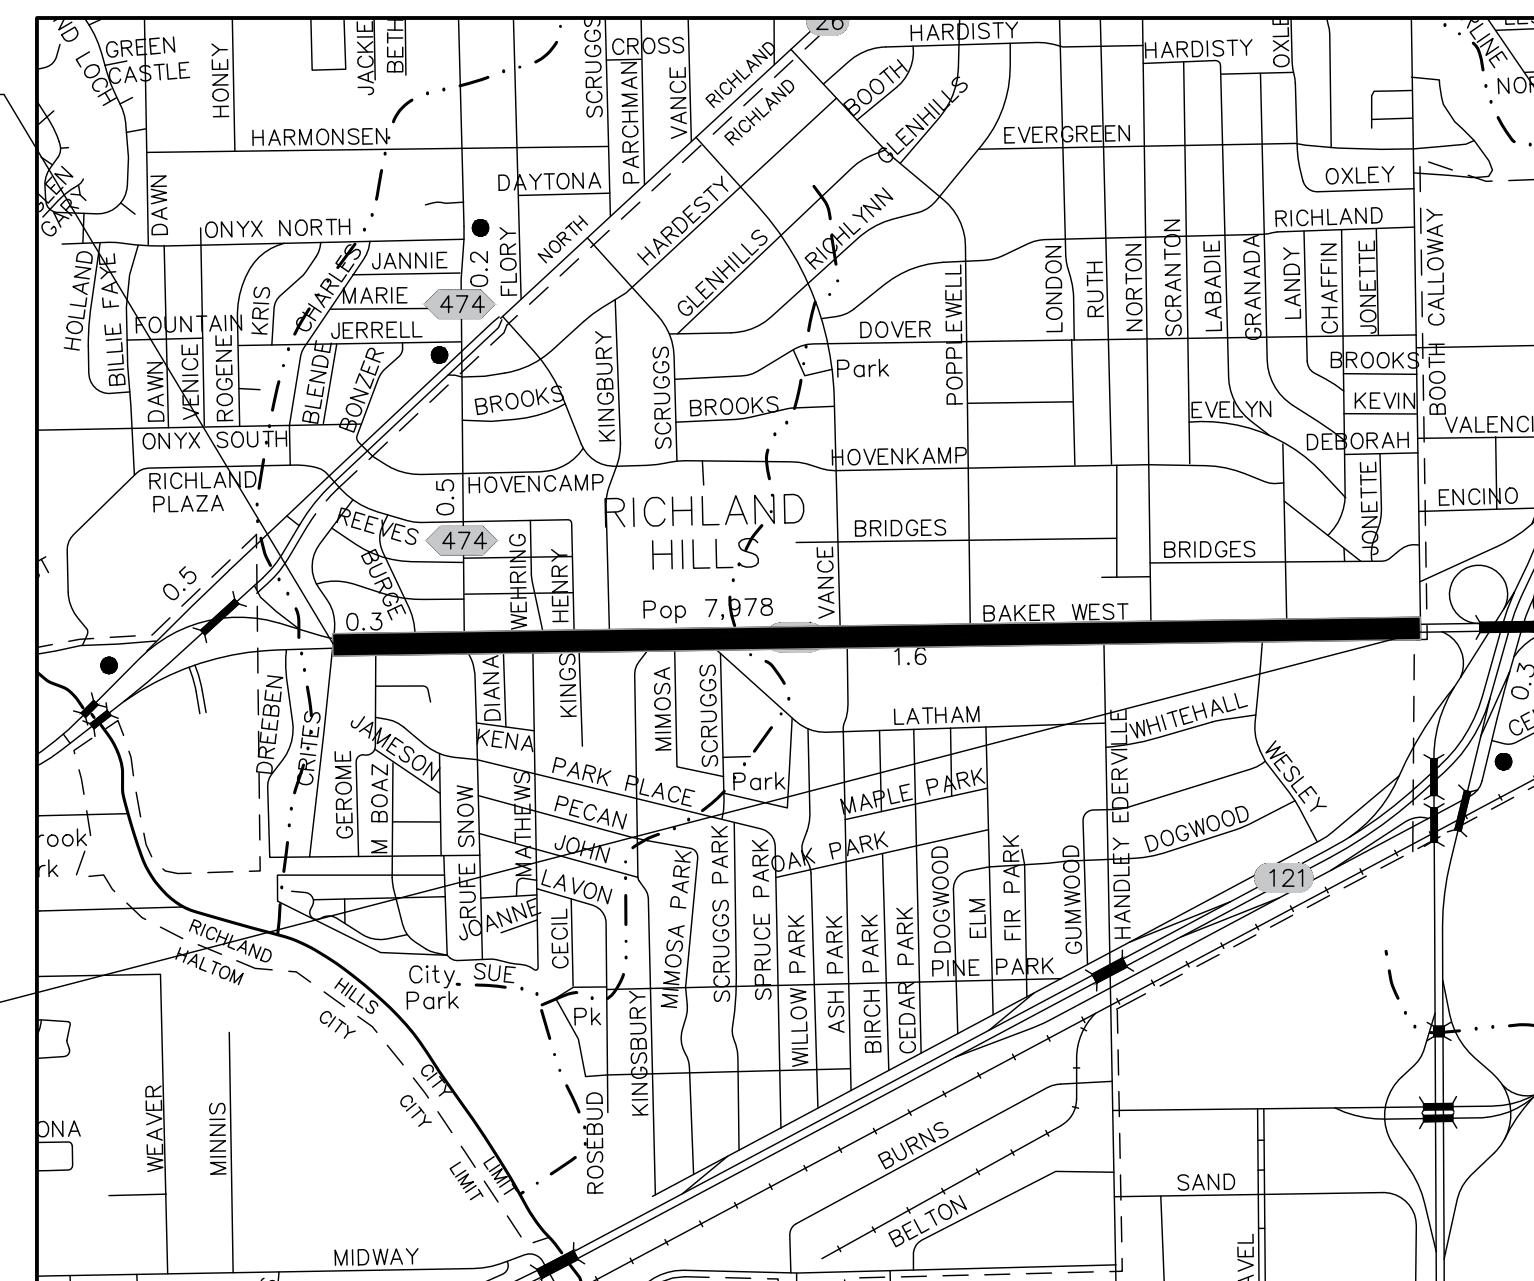 26
HARDISTY
HARDISTY
CROSS
GREEN
CASTLE
LOCH
HONEY
JACKIE
BETH
SCRUGGS
PARCHMAN
VANCE
RICHLAND
RICHLAND
BOOTH
GLENHILLS
OXLE
HARMONSEN
EVERGREEN
DAYTONA
OXLEY
GLEN
GARY
DAWN
ONYX NORTH
NORTH
HARDESTY
RICHLYNN
RICHLAND
HOLLAND
BILLIE FAYE
KRIS
CHARLES
JANNIE
0.2
FLORY
GLENHILLS
LONDON
RUTH
NORTON
SCRANTON
LABADIE
GRANADA
LANDY
CHAFFIN
JONETTE
BOOTH CALLOWAY
MARIE
474
FOUNTAIN
JERRELL
DOVER
POPPLEWELL
Park
BROOKS
DAWN
VENICE
ROGENE
BLENDE
BONZER
BROOKS
KINGBURY
SCRUGGS
BROOKS
EVELYN
KEVIN
VALENCI
ONYX SOUTH
DEBORAH
HOVENKAMP
RICHLAND
PLAZA
0.5
HOVENCAMP
JONETTE
ENCINO
RICHLAND
HILLS
Pop 7,978
REEVES
474
BRIDGES
BRIDGES
BURGE
WEHRING
HENRY
VANCE
0.5
0.3
BAKER WEST
1.6
0.3
DREEBEN
CRITES
DIANA
KINGS
MIMOSA
SCRUGGS
LATHAM
WHITEHALL
JAMESON
KENA
PARK PLACE
Park
MAPLE PARK
WESLEY
GEROME
M BOAZ
SNOW
MATHEWS
PECAN
JOHN
OAK PARK
DOGWOOD
HANDLEY EDERVILLE
rook
rk
LAVON
JOANNE
CECIL
MIMOSA PARK
SCRUGGS PARK
SPRUCE PARK
WILLOW PARK
ASH PARK
BIRCH PARK
CEDAR PARK
DOGWOOD
ELM
FIR PARK
GUMWOOD
121
PINE PARK
RICHLAND
HALTOM
HILLS
CITY
CITY
CITY
LIMIT
LIMIT
City
Park
SUE
Pk
KINGSBURY
ROSEBUD
ONA
WEAVER
MINNIS
BURNS
BELTON
SAND
MIDWAY
AVEL